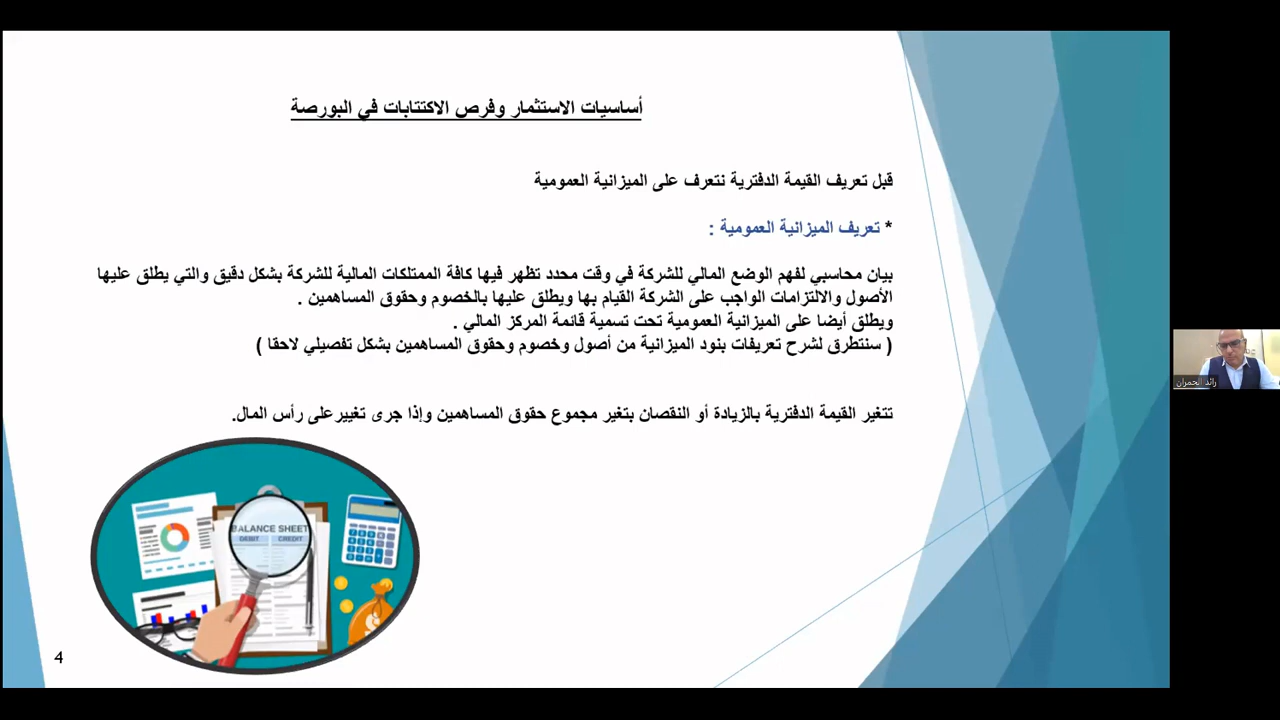 أساسيات الاستثمار وفرص الاكتتابات في البورصة
قبل تعريف القيمة الدفترية نتعرف على الميزانية العمومية
* تعريف الميزانية العمومية :
بيان محاسبي لفهم الوضع المالي للشركة في وقت محدد تظهر فيها كافة الممتلكات المالية للشركة بشكل دقيق والتي يطلق عليها
الأصول والالتزامات الواجب على الشركة القيام بها ويطلق عليها بالخصوم وحقوق المساهمين .
ويطلق أيضا على الميزانية العمومية تحت تسمية قائمة المركز المالي .
( سنتطرق لشرح تعريفات بنود الميزانية من أصول وخصوم وحقوق المساهمين بشكل تفصيلي لاحقا )
تتغير القيمة الدفترية بالزيادة أو النقصان بتغير مجموع حقوق المساهمين وإذا جرى تغييرعلى رأس المال.
BALANCE SHEET
DEBIT CREDIT
4
رائد الحمران